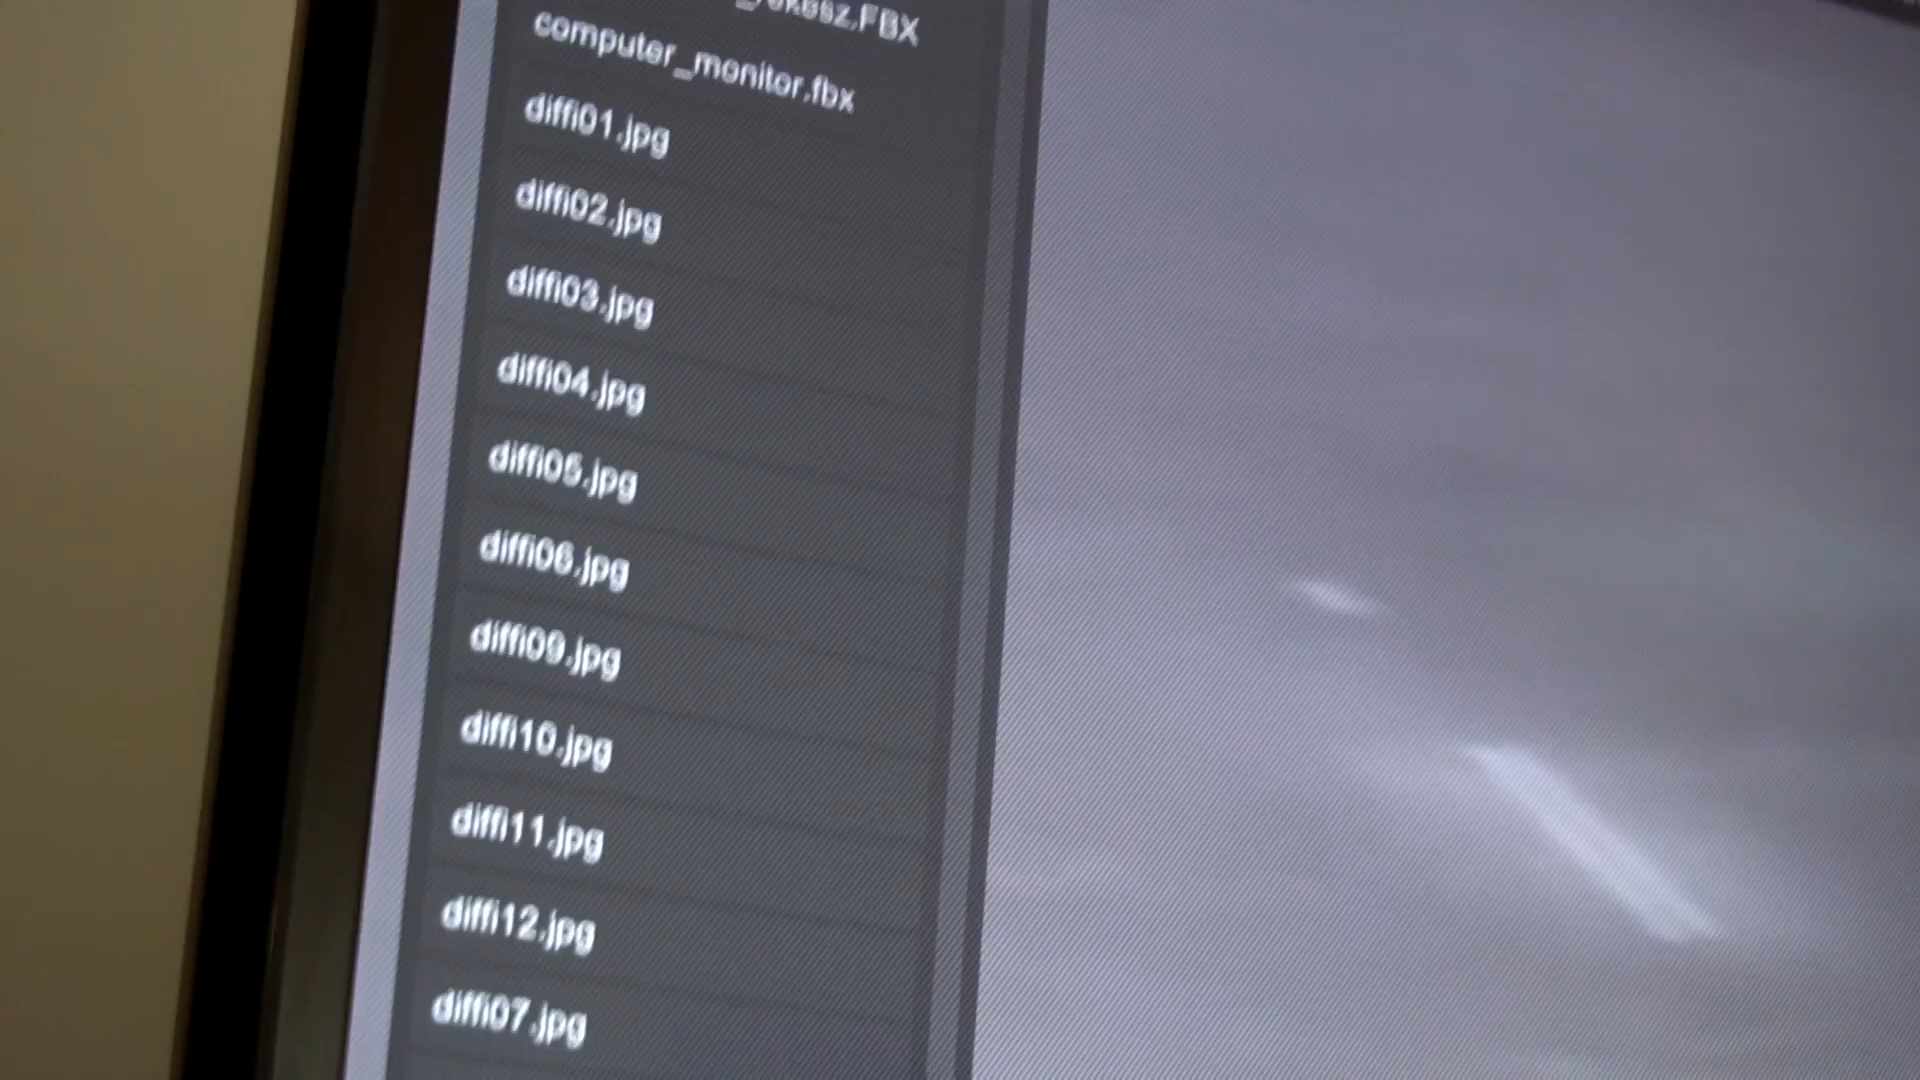 computer_monitor.fbx
diffi01.jpg
diffi02.jpg
diffi03.jpg
diffi04.jpg
diffi05.jpg
diffi06.jpg
diffi09.jpg
diffi10.jpg
diffi11.jpg
diffi12.jpg
diffi07.jpg